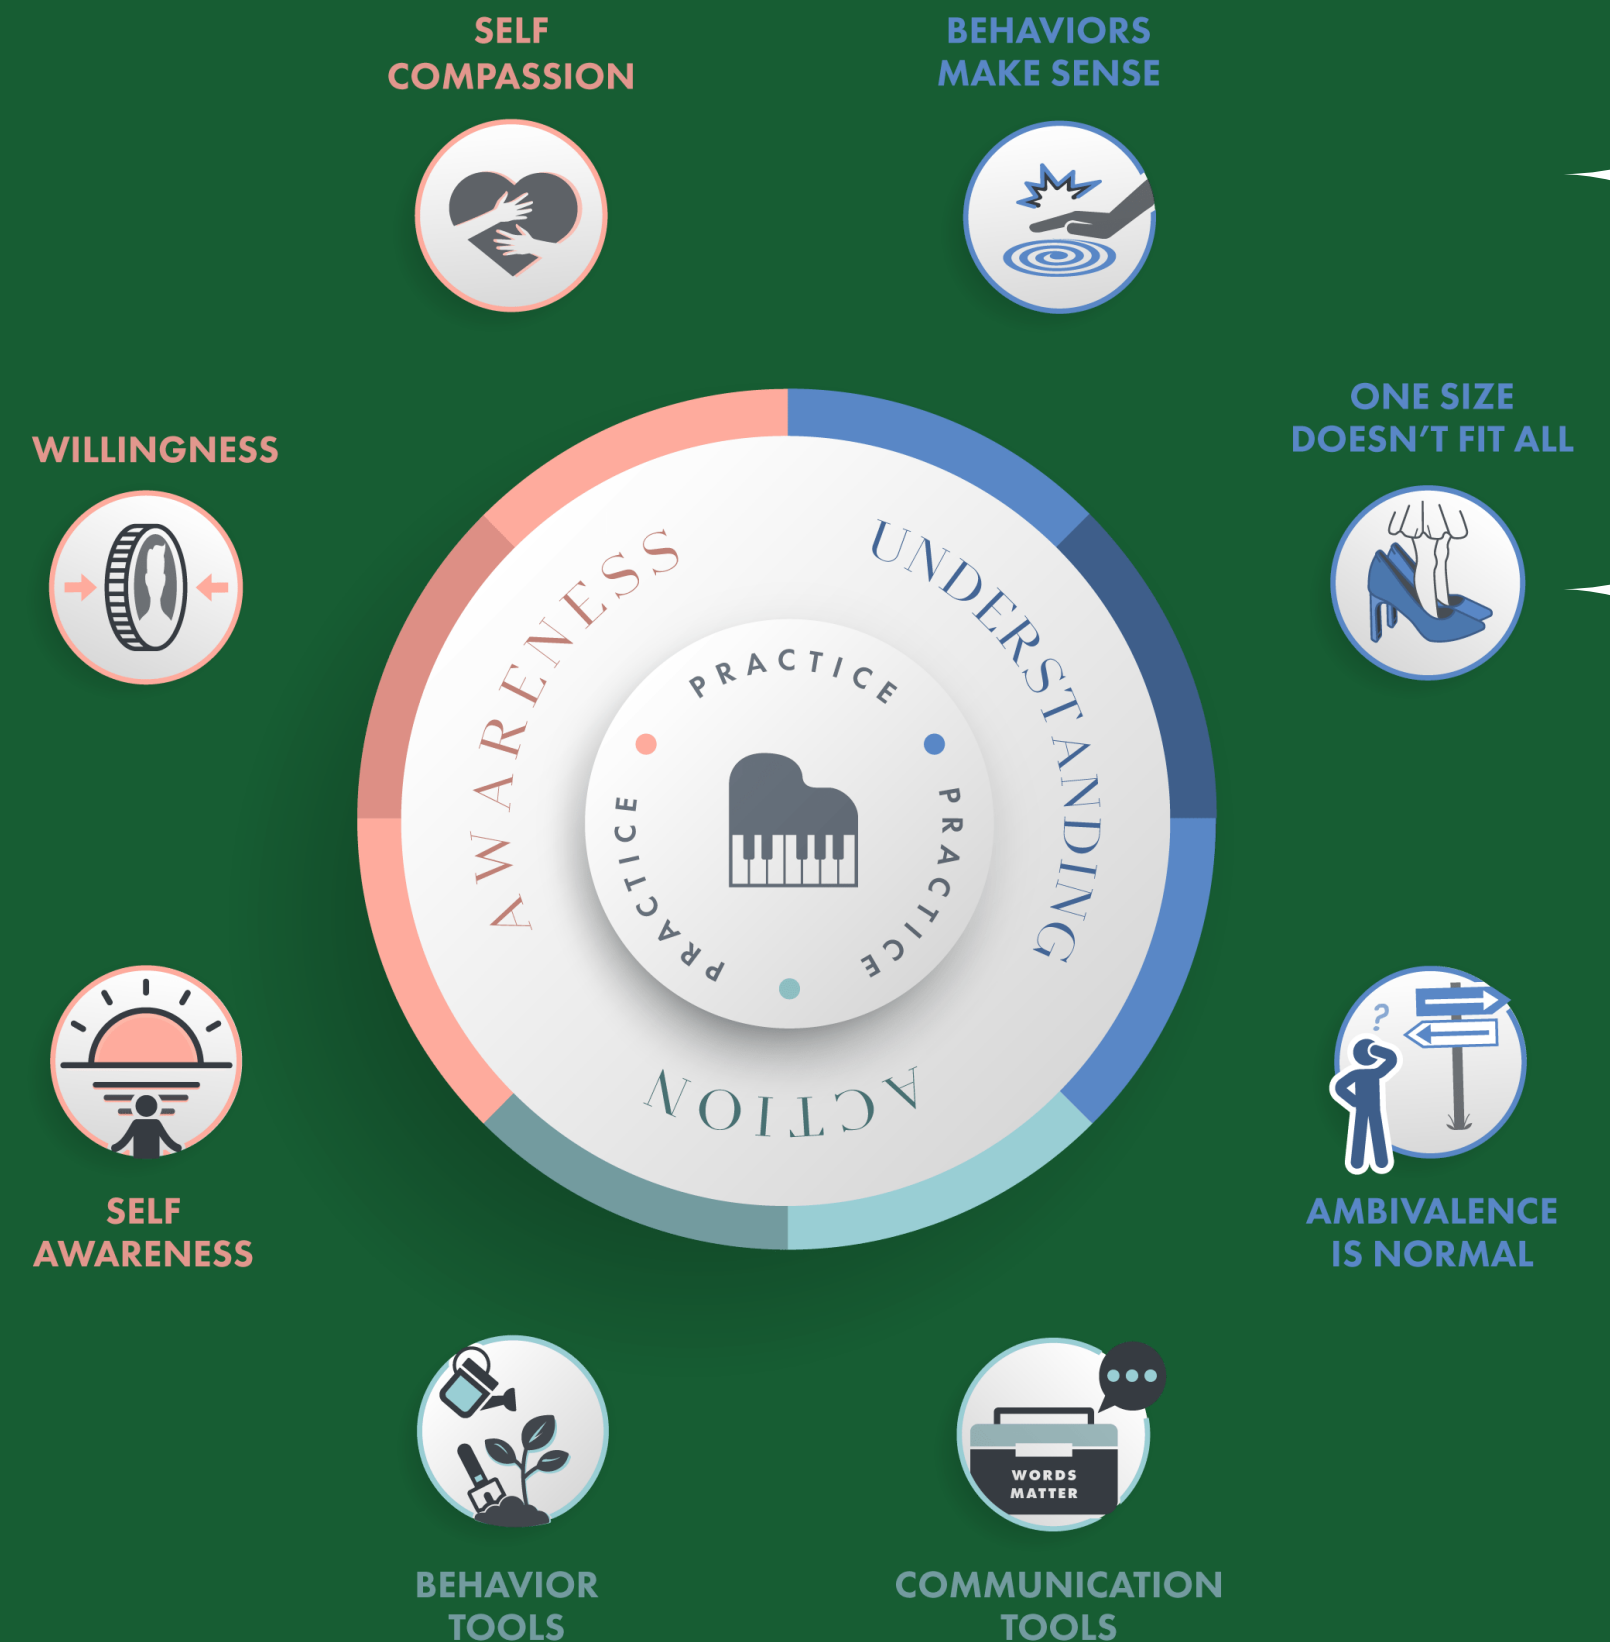 SELF
COMPASSION
BEHAVIORS
MAKE SENSE
ONE SIZE
DOESN’T FIT ALL
WILLINGNESS
AWARENESS
UNDERSTANDING
PRACTICE
PRACTICE
PRACTICE
ACTION
?
SELF
AWARENESS
AMBIVALENCE
IS NORMAL
WORDS
MATTER
BEHAVIOR
TOOLS
COMMUNICATION
TOOLS